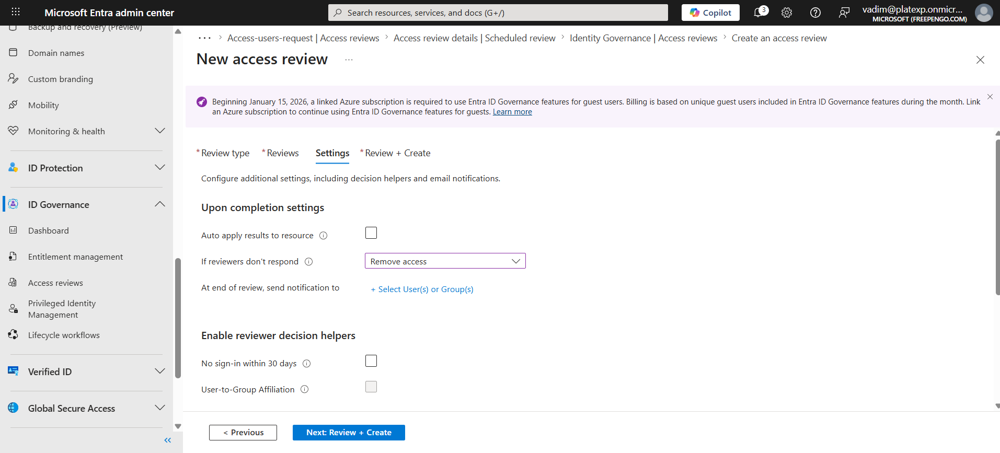 Microsoft Entra admin center
Search resources, services, and docs (G+/)
Copilot
3
vadim@platexp.onmicr...
MICROSOFT (FREEPENGO.COM)
Backup and recovery (Preview)
Domain names
Custom branding
Mobility
Monitoring & health
ID Protection
ID Governance
Dashboard
Entitlement management
Access reviews
Privileged Identity
Management
Lifecycle workflows
Verified ID
Global Secure Access
«
··· > Access-users-request | Access reviews > Access review details | Scheduled review > Identity Governance | Access reviews > Create an access review
New access review ...
Beginning January 15, 2026, a linked Azure subscription is required to use Entra ID Governance features for guest users. Billing is based on unique guest users included in Entra ID Governance features during the month. Link
an Azure subscription to continue using Entra ID Governance features for guests. Learn more
*Review type *Reviews Settings *Review + Create
Configure additional settings, including decision helpers and email notifications.
Upon completion settings
Auto apply results to resource
If reviewers don't respond
Remove access
At end of review, send notification to
+ Select User(s) or Group(s)
Enable reviewer decision helpers
No sign-in within 30 days
User-to-Group Affiliation
< Previous
Next: Review + Create